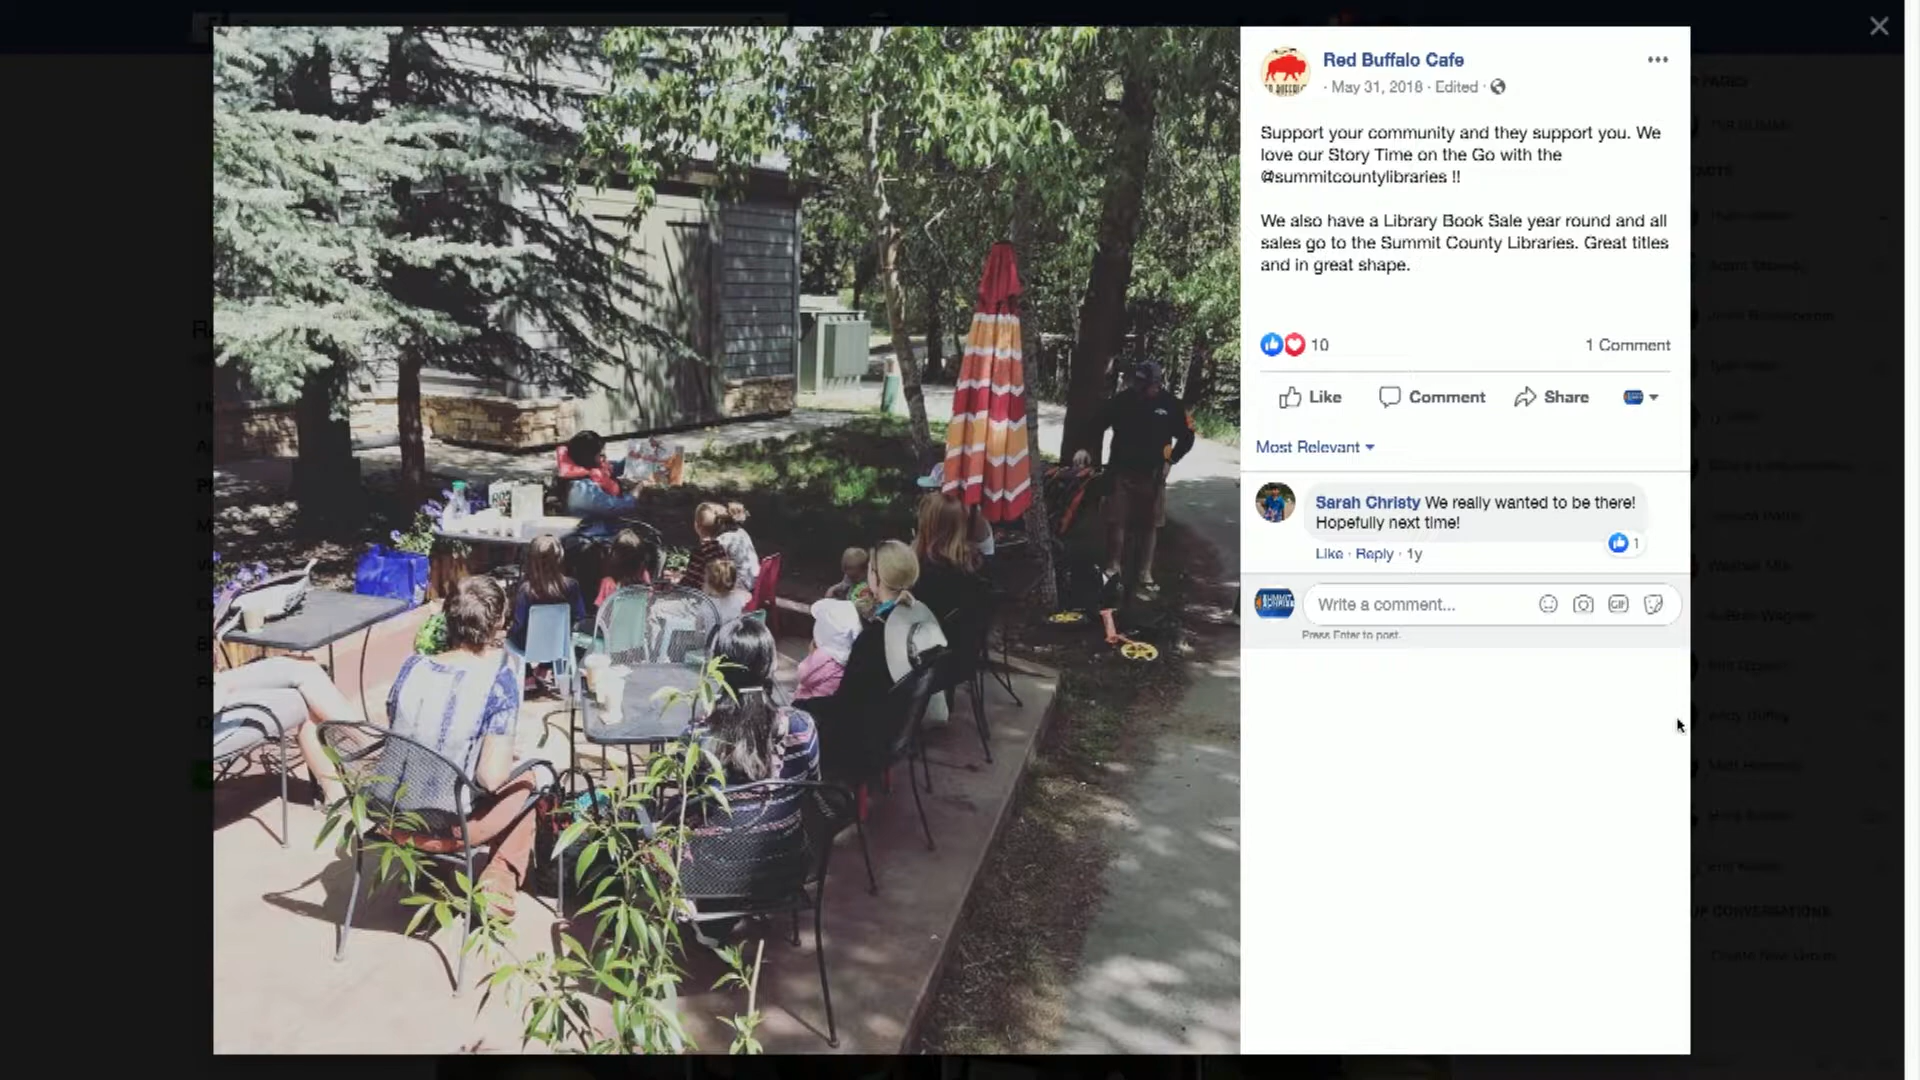 Red Buffalo Cafe
· May 31, 2018 · Edited ·
Support your community and they support you. We
love our Story Time on the Go with the
@summitcountylibraries !!
We also have a Library Book Sale year round and all
sales go to the Summit County Libraries. Great titles
and in great shape.
10
1 Comment
Like
Comment
Share
Most Relevant
Sarah Christy We really wanted to be there!
Hopefully next time!
1
Like · Reply · 1y
Write a comment...
GIF
Press Enter to post.